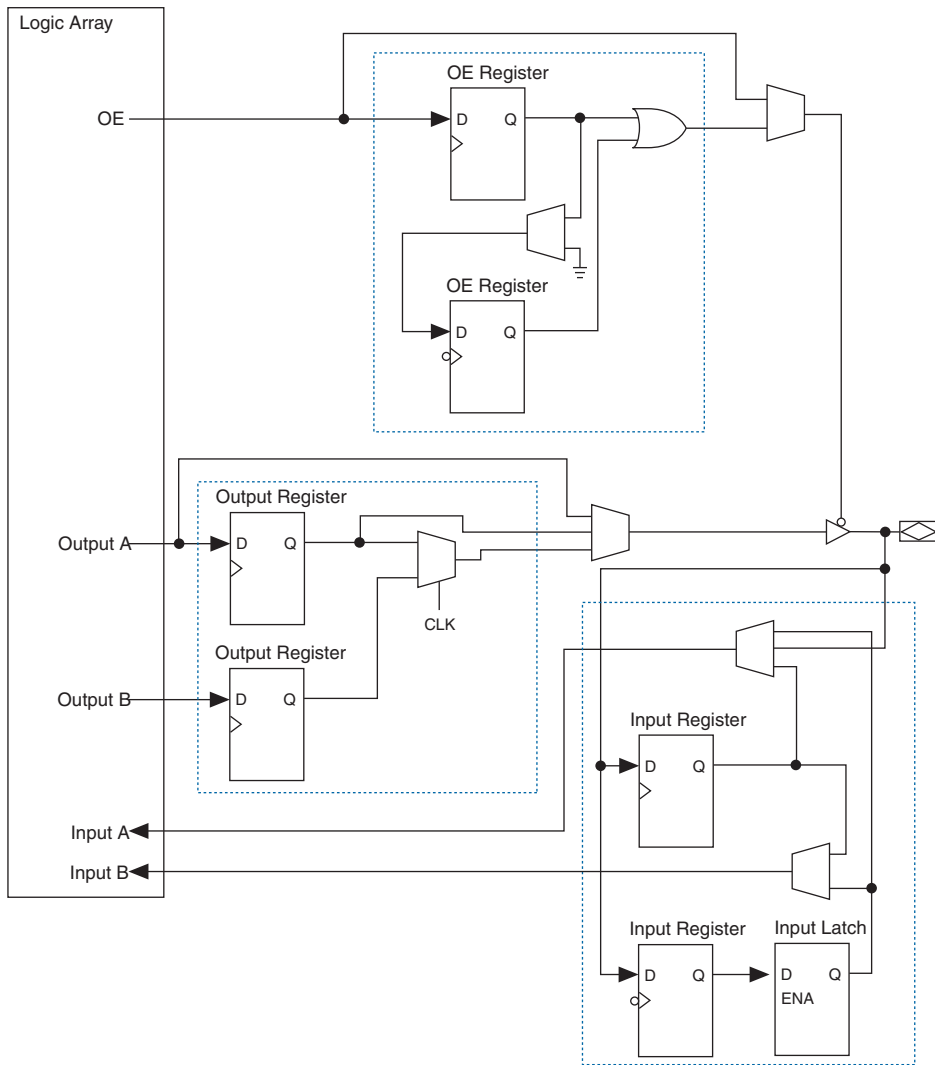 Logic Array
OE Register
OE
D Q
OE Register
D Q
Output Register
Output A
D Q
CLK
Output Register
Output B
D Q
Input Register
D Q
Input A
Input B
Input Register
Input Latch
D Q
D Q
ENA